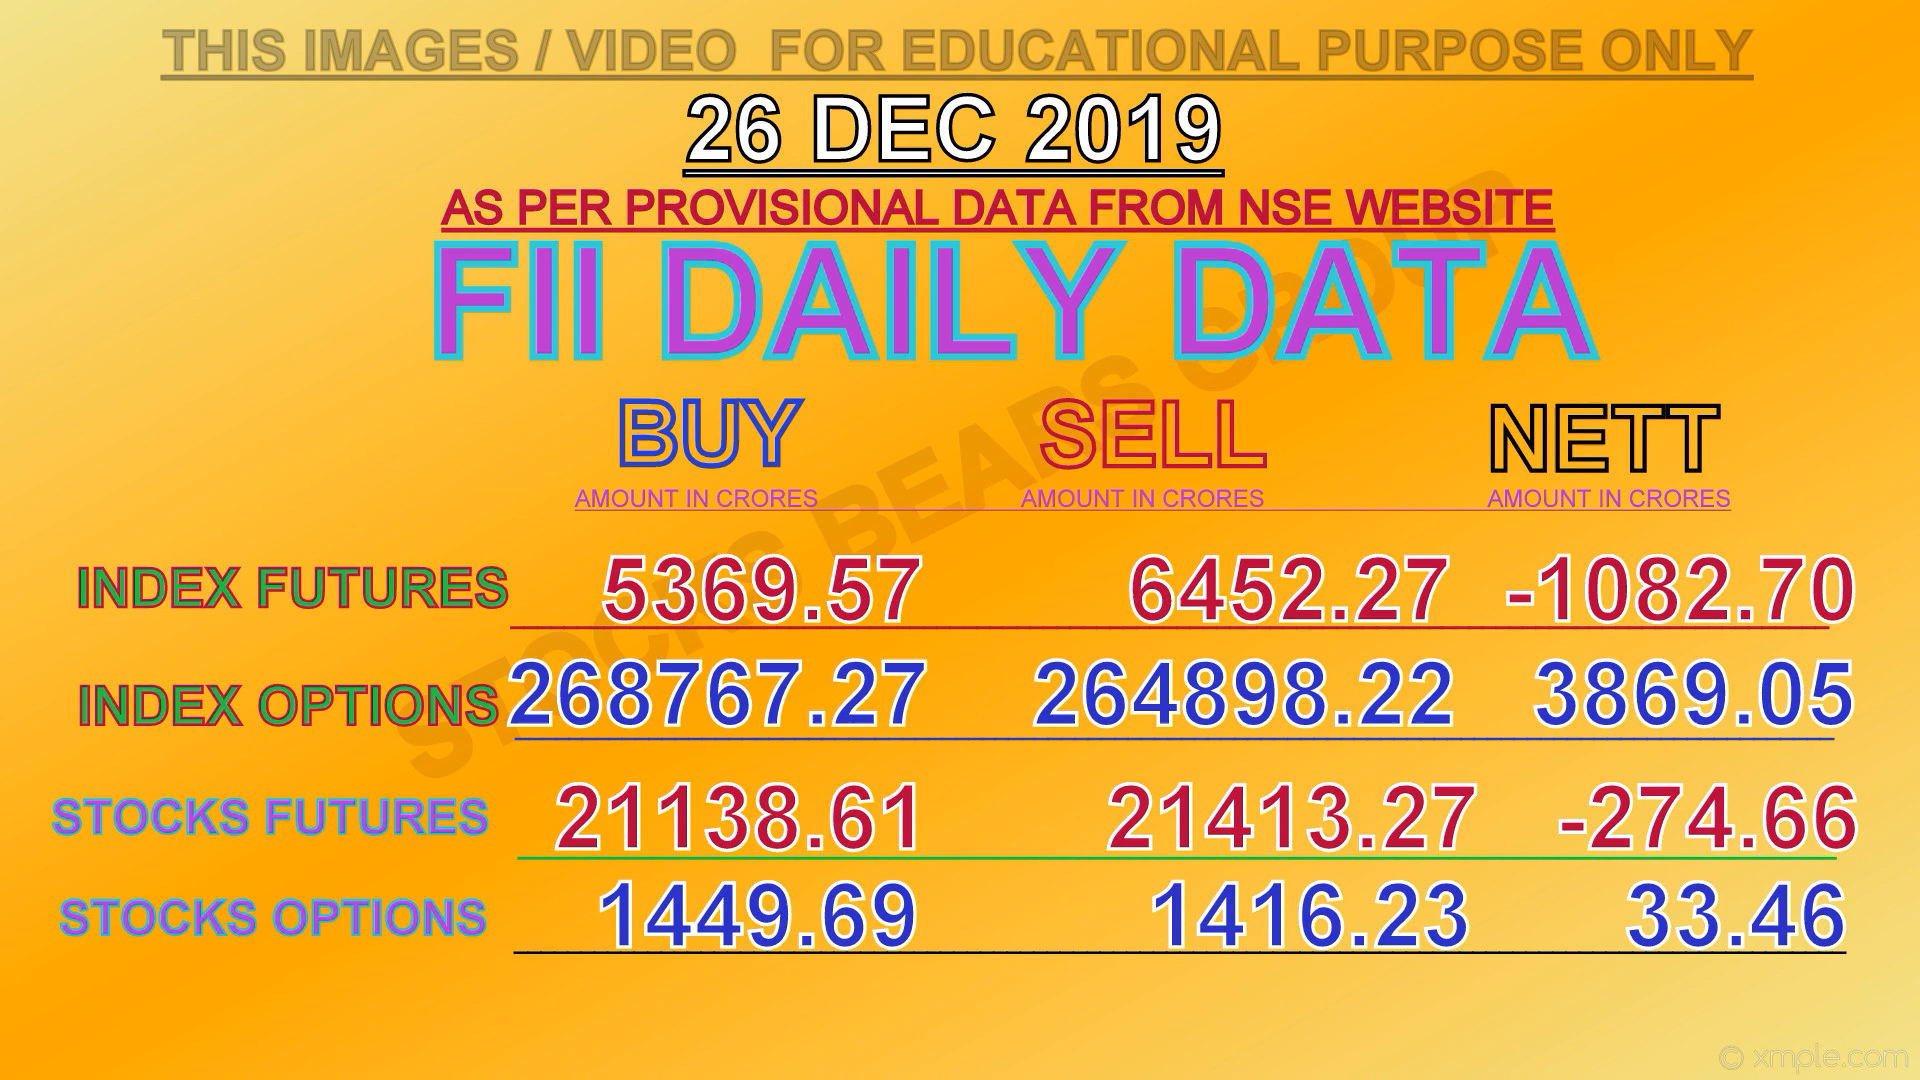 THIS IMAGES / VIDEO  FOR EDUCATIONAL PURPOSE ONLY
26 DEC 2019
AS PER PROVISIONAL DATA FROM NSE WEBSITE
FII DAILY DATA
BUY SELL NETT
AMOUNT IN CRORES AMOUNT IN CRORES AMOUNT IN CRORES
INDEX FUTURES 5369.57 6452.27 -1082.70
INDEX OPTIONS 268767.27 264898.22 3869.05
STOCKS FUTURES 21138.61 21413.27 -274.66
STOCKS OPTIONS 1449.69 1416.23 33.46
STOCKS BEARS GROUP
© xmple.com